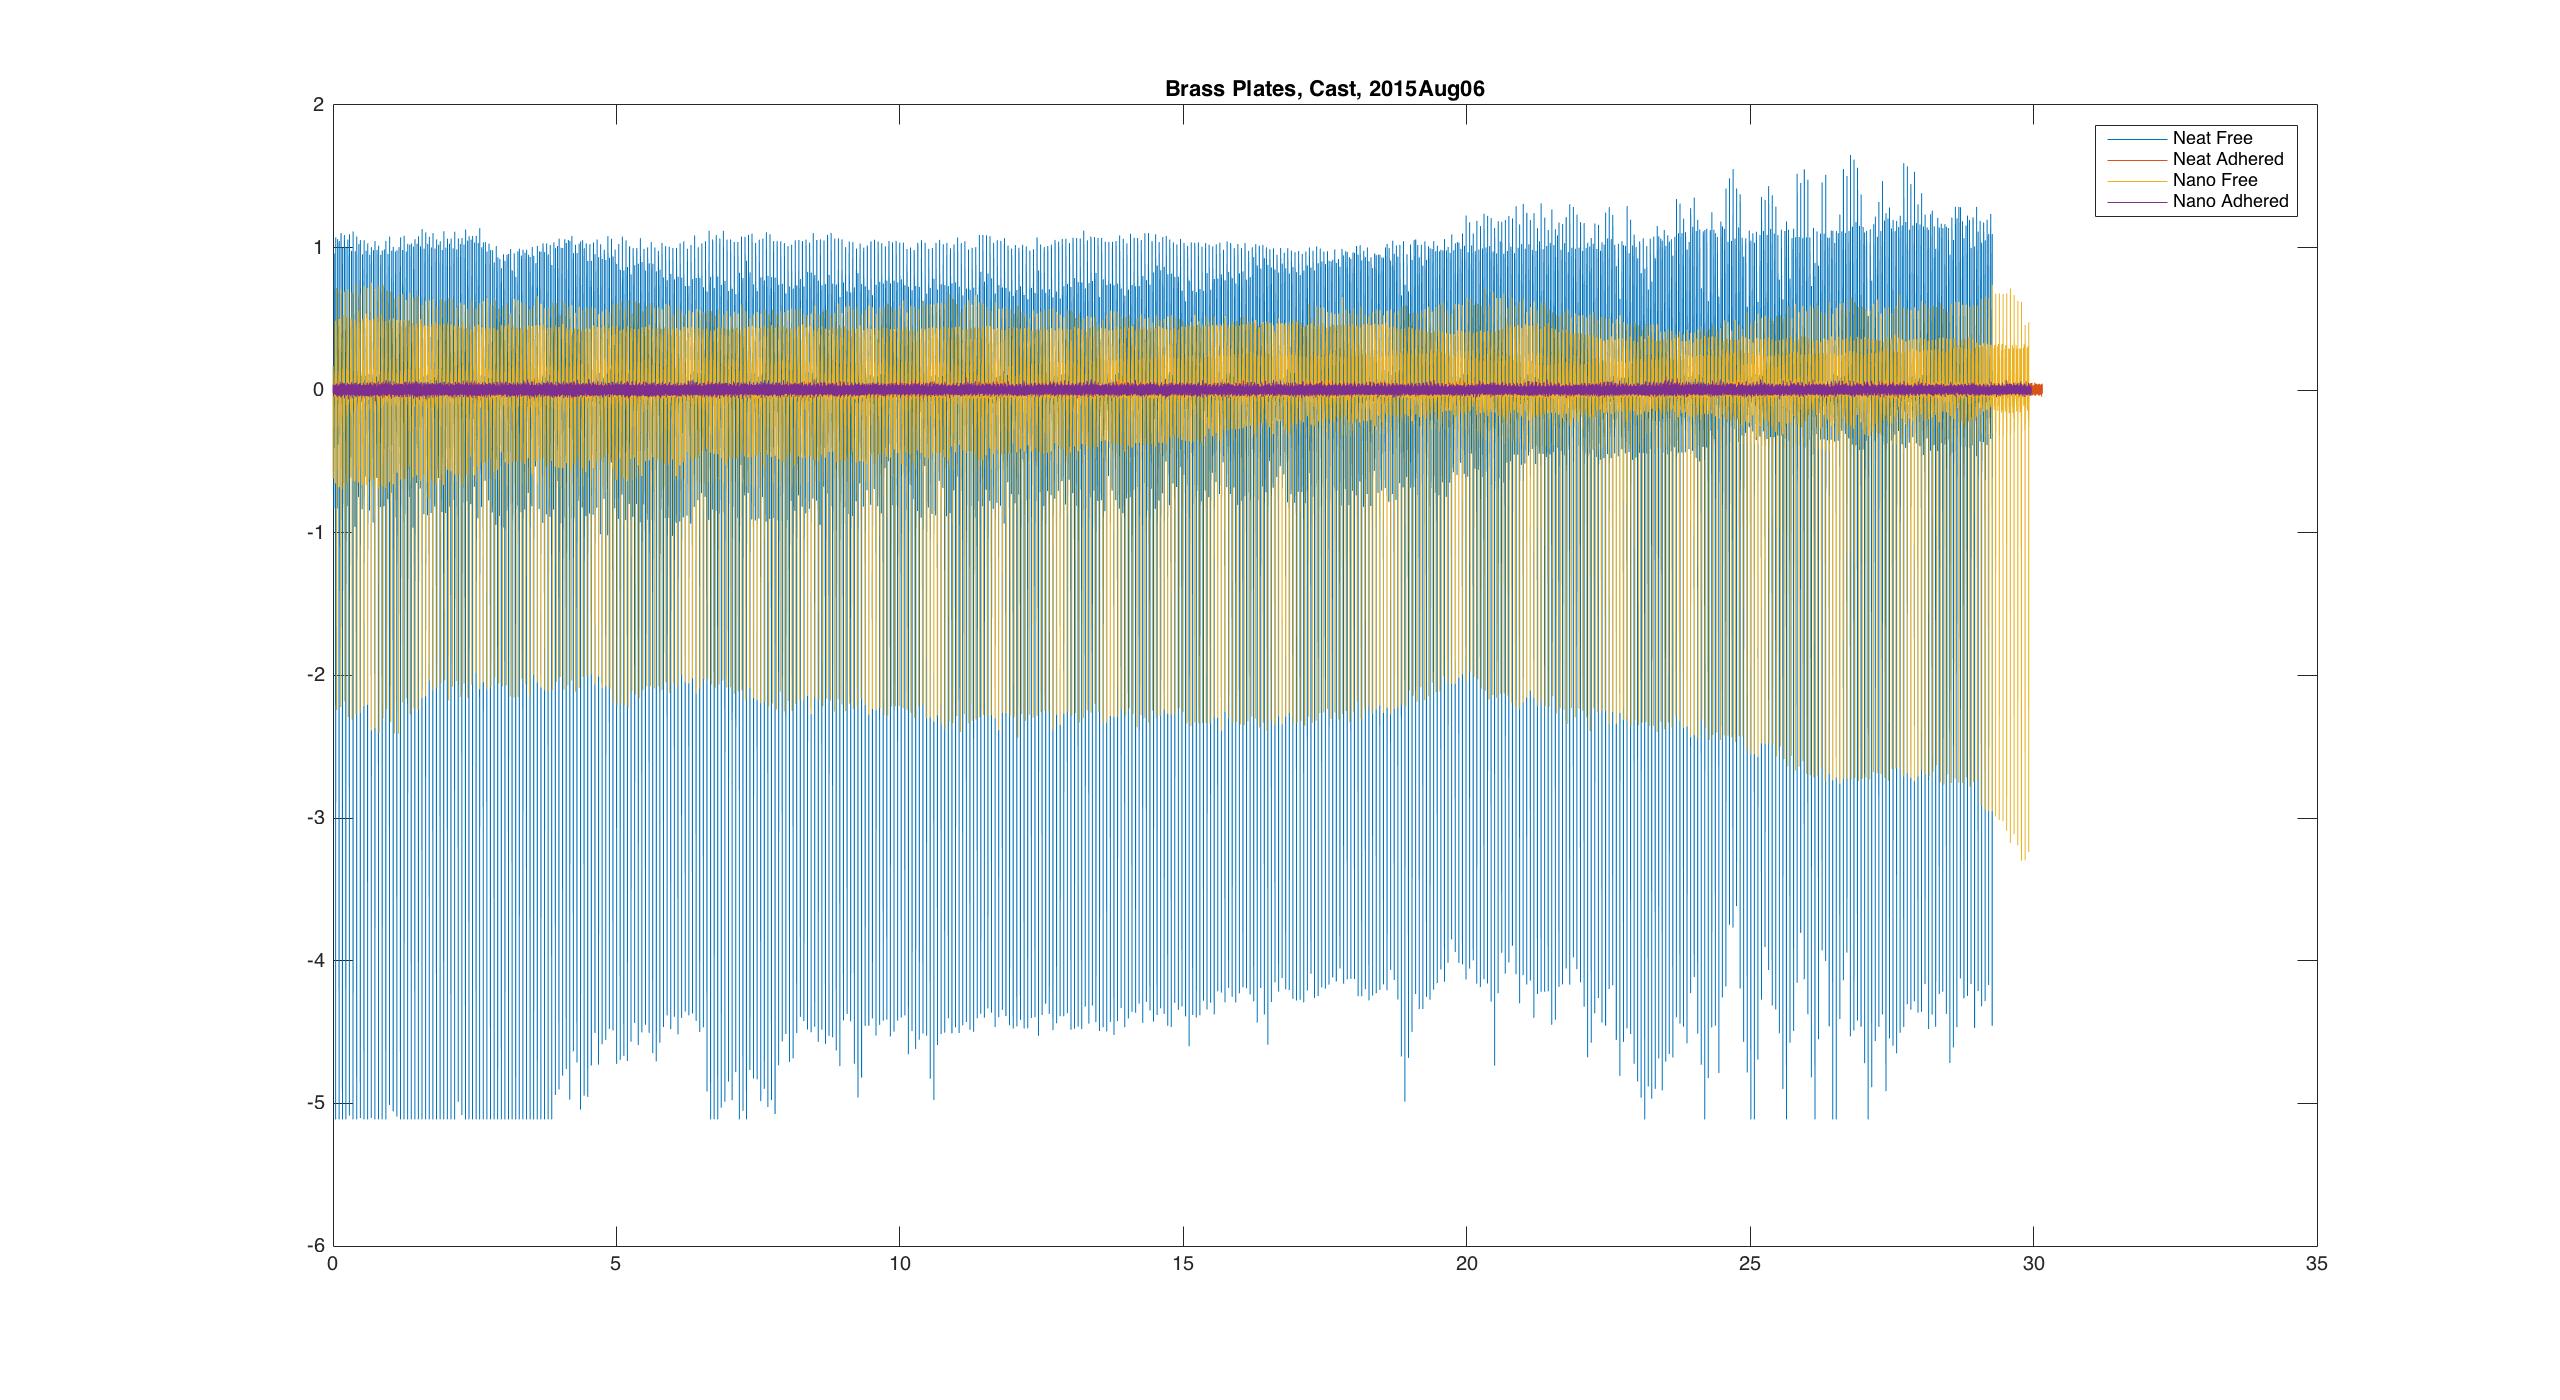 Brass Plates, Cast, 2015Aug06
2
Neat Free
Neat Adhered
Nano Free
Nano Adhered
1
0
-1
-2
-3
-4
-5
-6
0 5 10 15 20 25 30 35